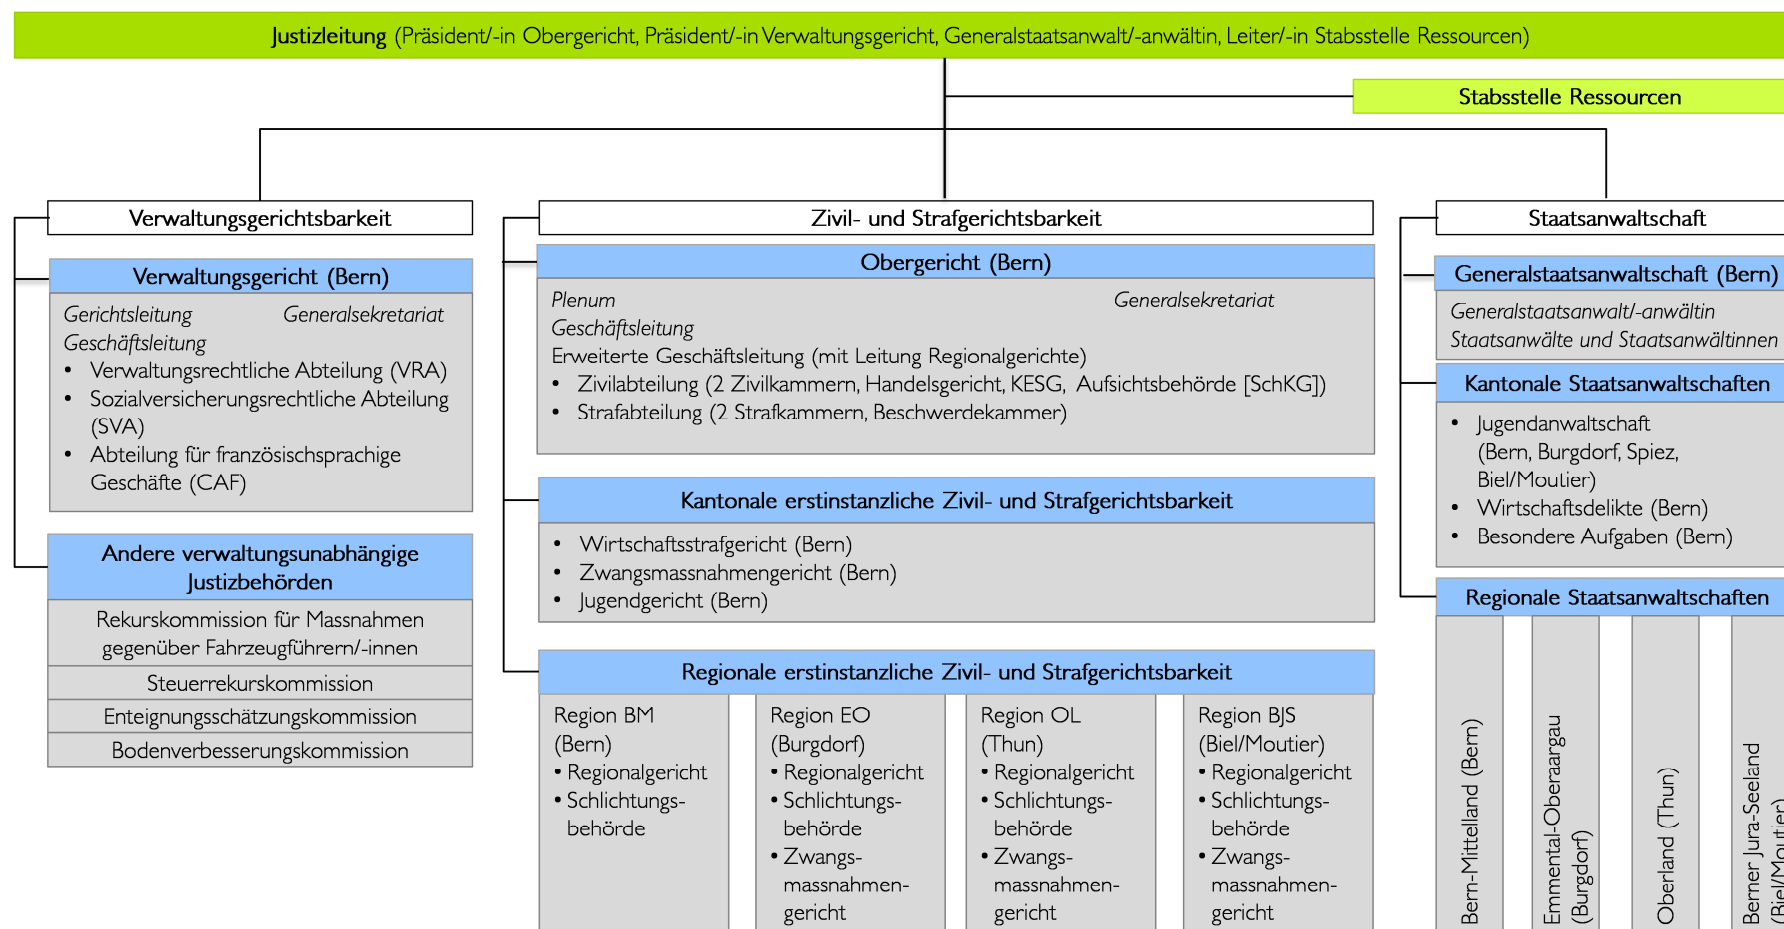 Justizleitung (Präsident/-in Obergericht, Präsident/-in Verwaltungsgericht, Generalstaatsanwalt/-anwältin, Leiter/-in Stabsstelle Ressourcen)
Stabsstelle Ressourcen
Verwaltungsgerichtsbarkeit
Verwaltungsgericht (Bern)
Gerichtsleitung Generalsekretariat
Geschäftsleitung
• Verwaltungsrechtliche Abteilung (VRA)
• Sozialversicherungsrechtliche Abteilung
(SVA)
• Abteilung für französischsprachige
Geschäfte (CAF)
Andere verwaltungsunabhängige
Justizbehörden
Rekurskommission für Massnahmen
gegenüber Fahrzeugführern/-innen
Steuerrekurskommission
Enteignungsschätzungskommission
Bodenverbesserungskommission
Zivil- und Strafgerichtsbarkeit
Obergericht (Bern)
Plenum Generalsekretariat
Geschäftsleitung
Erweiterte Geschäftsleitung (mit Leitung Regionalgerichte)
• Zivilabteilung (2 Zivilkammern, Handelsgericht, KESG, Aufsichtsbehörde [SchKG])
• Strafabteilung (2 Strafkammern, Beschwerdekammer)
Kantonale erstinstanzliche Zivil- und Strafgerichtsbarkeit
• Wirtschaftsstrafgericht (Bern)
• Zwangsmassnahmengericht (Bern)
• Jugendgericht (Bern)
Regionale erstinstanzliche Zivil- und Strafgerichtsbarkeit
Region BM
(Bern)
• Regionalgericht
• Schlichtungs-
behörde
Region EO
(Burgdorf)
• Regionalgericht
• Schlichtungs-
behörde
• Zwangs-
massnahmen-
gericht
Region OL
(Thun)
• Regionalgericht
• Schlichtungs-
behörde
• Zwangs-
massnahmen-
gericht
Region BJS
(Biel/Moutier)
• Regionalgericht
• Schlichtungs-
behörde
• Zwangs-
massnahmen-
gericht
Staatsanwaltschaft
Generalstaatsanwaltschaft (Bern)
Generalstaatsanwalt/-anwältin
Staatsanwälte und Staatsanwältinnen
Kantonale Staatsanwaltschaften
• Jugendanwaltschaft
(Bern, Burgdorf, Spiez,
Biel/Moutier)
• Wirtschaftsdelikte (Bern)
• Besondere Aufgaben (Bern)
Regionale Staatsanwaltschaften
Bern-Mittelland (Bern)
Emmental-Oberaargau
(Burgdorf)
Oberland (Thun)
Berner Jura-Seeland
(Biel/Moutier)